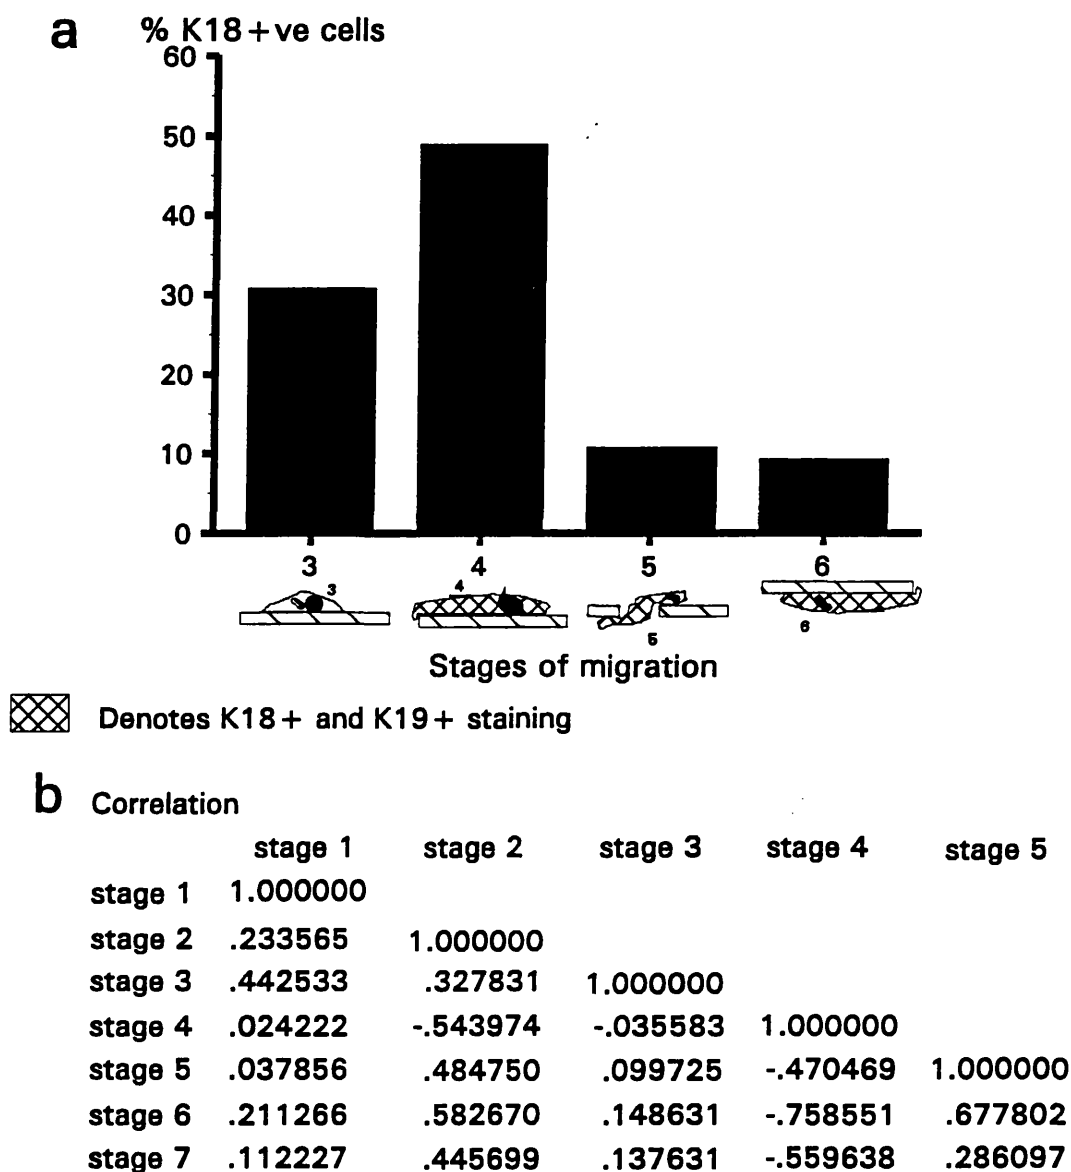 a
% K18+ve cells
60
50
40
30
20
10
0
3 4 5 6
3 4 5 6
Stages of migration
Denotes K18+ and K19+ staining
b Correlation
stage 1 stage 2 stage 3 stage 4 stage 5
stage 1 1.000000
stage 2 .233565 1.000000
stage 3 .442533 .327831 1.000000
stage 4 .024222 -.543974 -.035583 1.000000
stage 5 .037856 .484750 .099725 -.470469 1.000000
stage 6 .211266 .582670 .148631 -.758551 .677802
stage 7 .112227 .445699 .137631 -.559638 .286097